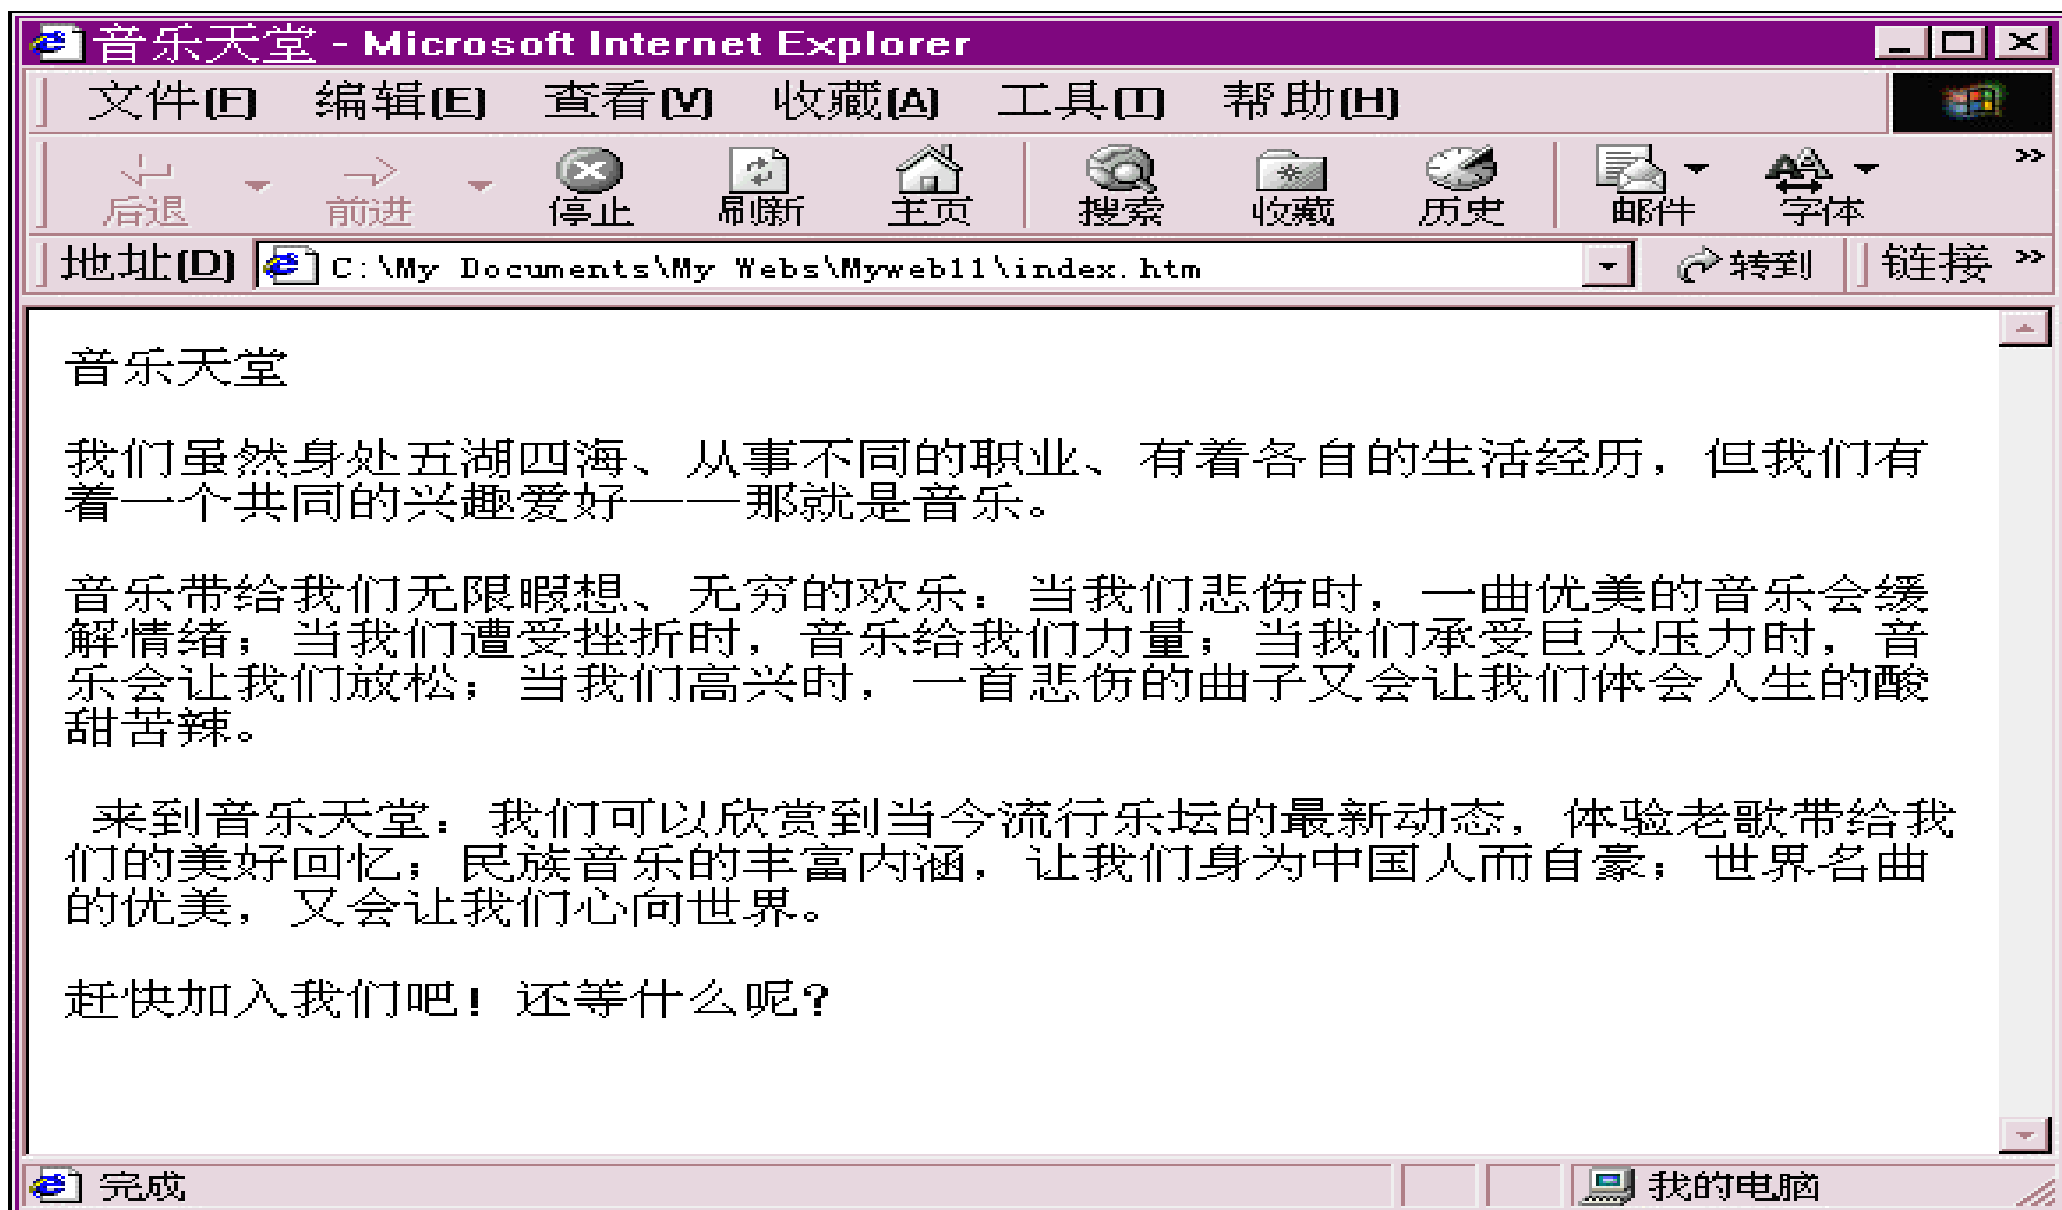 音乐天堂 - Microsoft Internet Explorer
文件(F) 编辑(E) 查看(V) 收藏(A) 工具(T) 帮助(H)
后退 前进 停止 刷新 主页 搜索 收藏 历史 邮件 字体 »
地址(D) C:\My Documents\My Webs\Myweb11\index.htm 转到 链接 »
音乐天堂
我们虽然身处五湖四海、从事不同的职业、有着各自的生活经历，但我们有
着一个共同的兴趣爱好——那就是音乐。
音乐带给我们无限暇想、无穷的欢乐：当我们悲伤时，一曲优美的音乐会缓
解情绪；当我们遭受挫折时，音乐给我们力量；当我们承受巨大压力时，音
乐会让我们放松；当我们高兴时，一首悲伤的曲子又会让我们体会人生的酸
甜苦辣。
来到音乐天堂：我们可以欣赏到当今流行乐坛的最新动态，体验老歌带给我
们的美好回忆；民族音乐的丰富内涵，让我们身为中国人而自豪；世界名曲
的优美，又会让我们心向世界。
赶快加入我们吧！还等什么呢？
完成 我的电脑